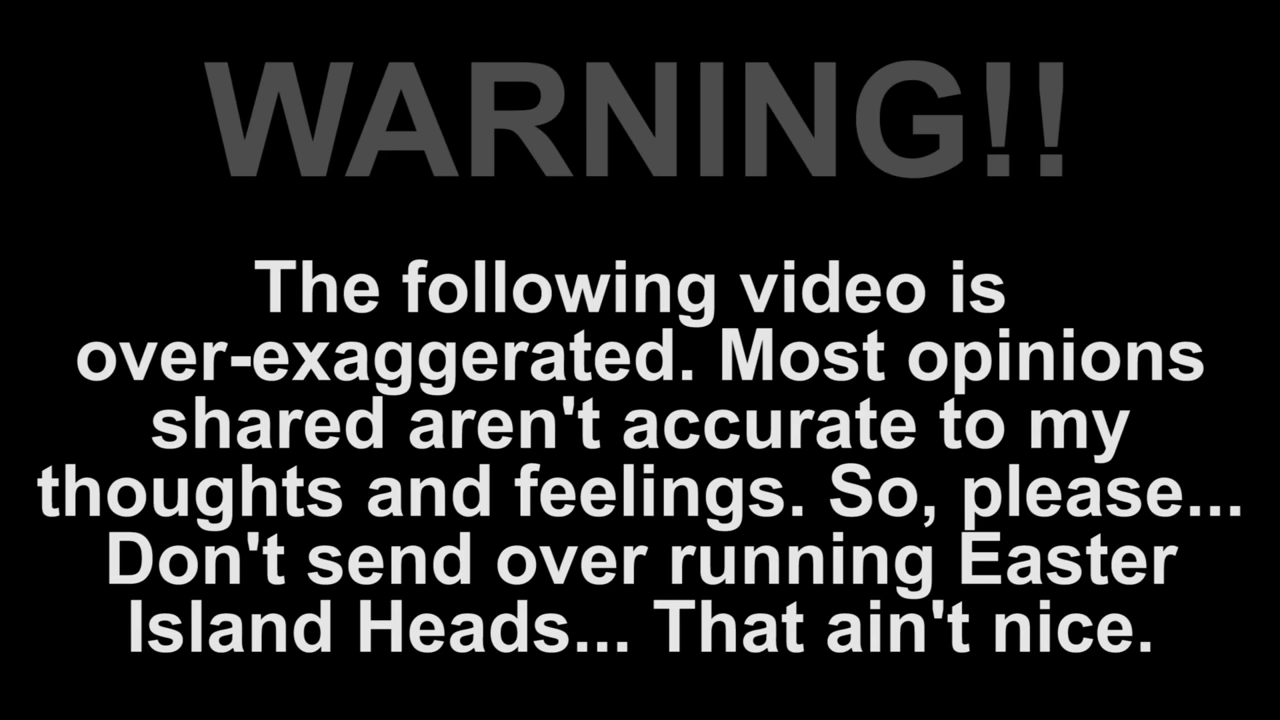 WARNING!!
The following video is
over-exaggerated. Most opinions
shared aren't accurate to my
thoughts and feelings. So, please...
Don't send over running Easter
Island Heads... That ain't nice.